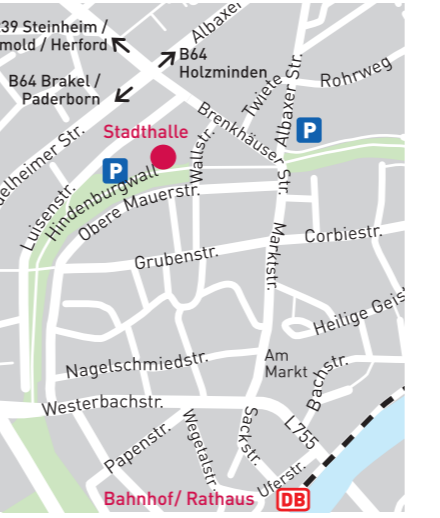 39 Steinheim /
mold / Herford
Albaxer
B64
Holzminden
B64 Brakel /
Paderborn
Rohrweg
Twiete
Albaxer Str.
Brenkhäuser Str.
P
Stadthalle
Wallstr.
P
delheimer Str.
Luisenstr.
Hindenburgwall
Obere Mauerstr.
Marktstr.
Corbiestr.
Grubenstr.
Heilige Geis
Am
Markt
Nagelschmiedstr.
Bachstr.
Westerbachstr.
Sackstr.
L755
Papenstr.
Wegetalstr.
Uferstr.
Bahnhof/ Rathaus
DB